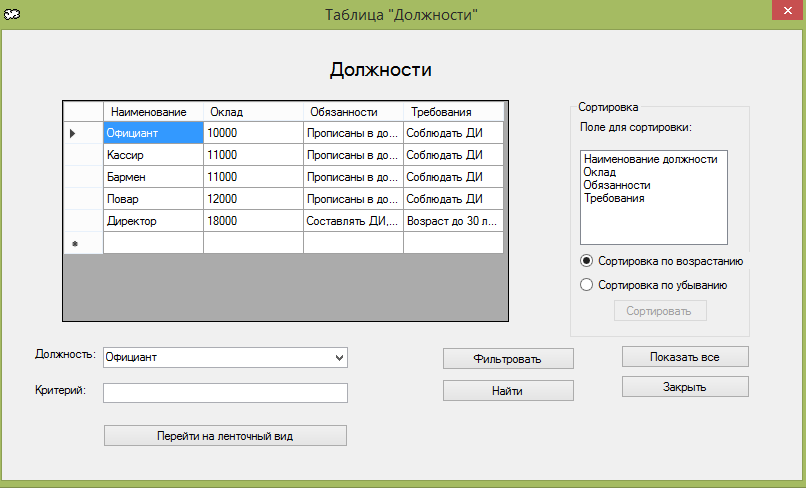 Таблица "Должности"
Должности
Наименование Оклад Обязанности Требования
Официант 10000 Прописаны в до... Соблюдать ДИ
Кассир 11000 Прописаны в до... Соблюдать ДИ
Бармен 11000 Прописаны в до... Соблюдать ДИ
Повар 12000 Прописаны в до... Соблюдать ДИ
Директор 18000 Составлять ДИ,... Возраст до 30 л...
Сортировка
Поле для сортировки:
Наименование должности
Оклад
Обязанности
Требования
Сортировка по возрастанию
Сортировка по убыванию
Сортировать
Должность: Официант
Критерий:
Фильтровать
Найти
Показать все
Закрыть
Перейти на ленточный вид